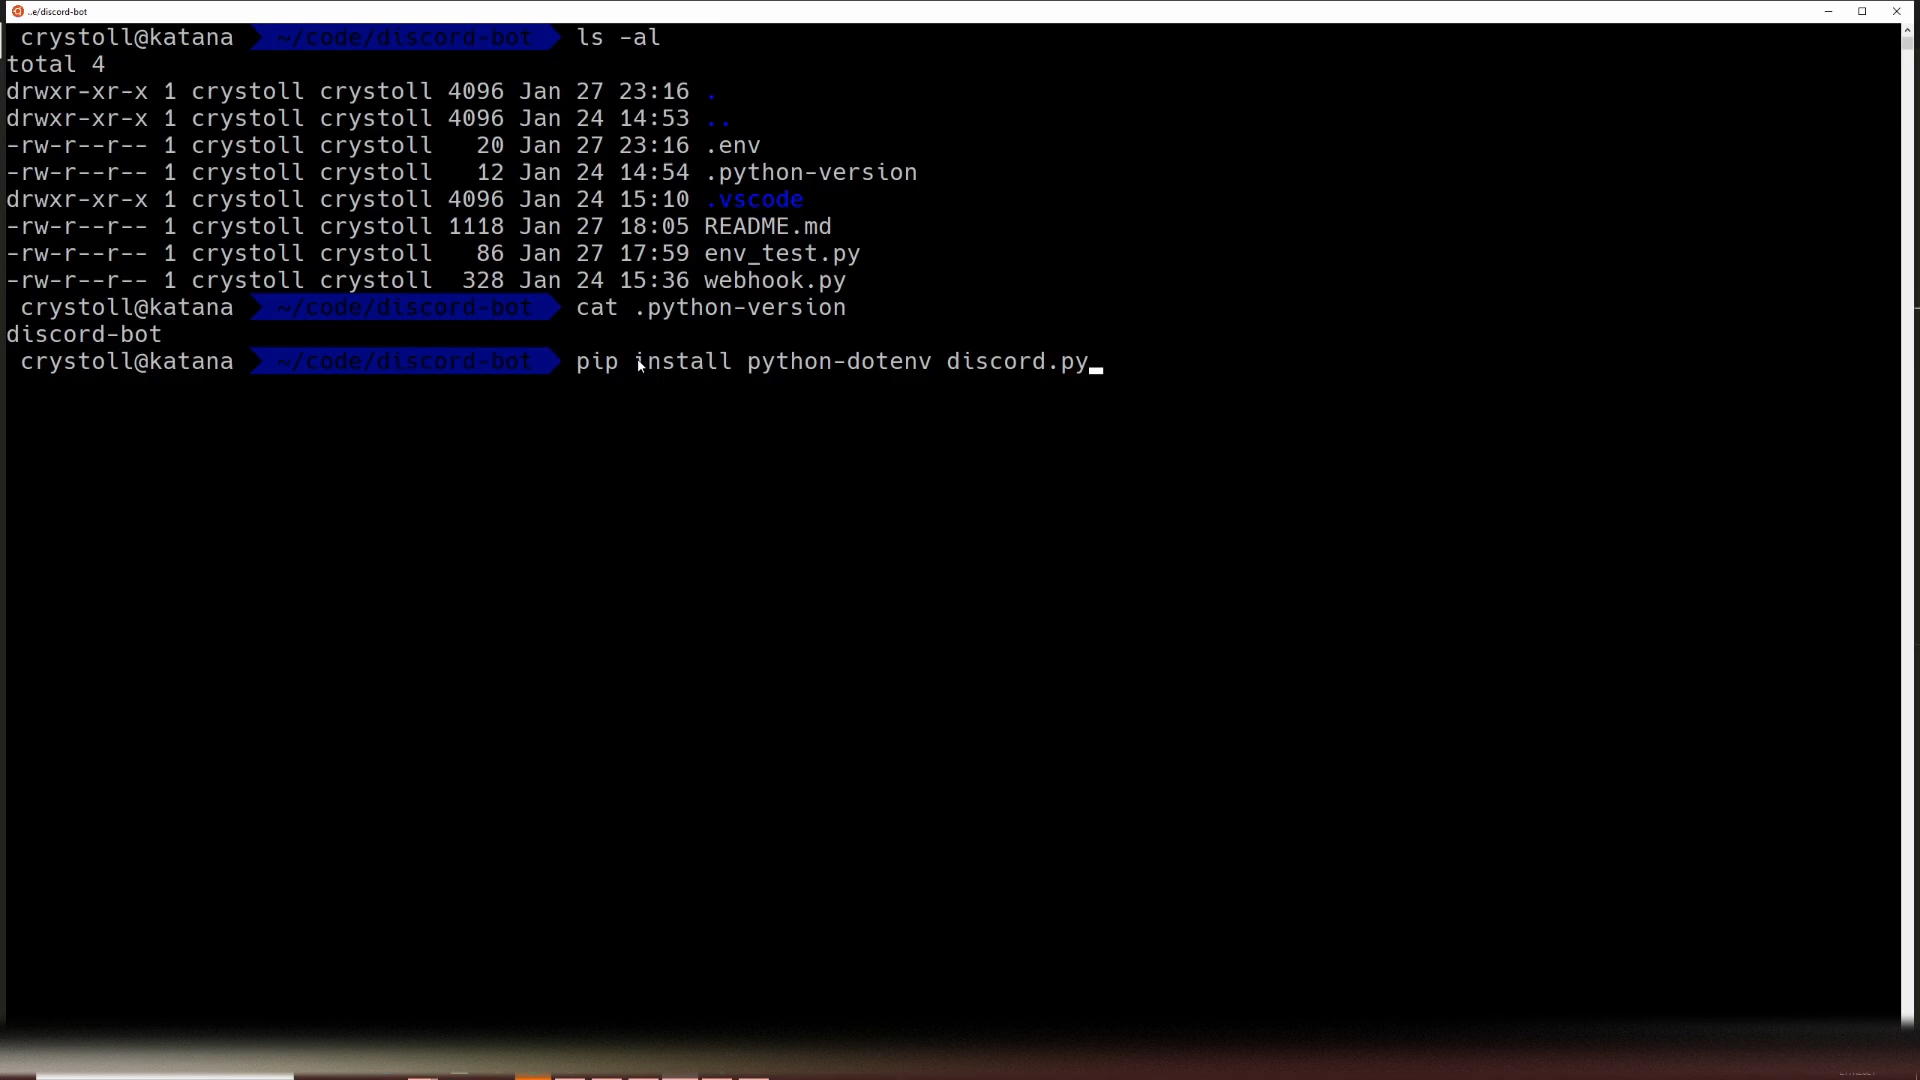 ..e/discord-bot
crystoll@katana ~/code/discord-bot ls -al
total 4
drwxr-xr-x 1 crystoll crystoll 4096 Jan 27 23:16 .
drwxr-xr-x 1 crystoll crystoll 4096 Jan 24 14:53 ..
-rw-r--r-- 1 crystoll crystoll 20 Jan 27 23:16 .env
-rw-r--r-- 1 crystoll crystoll 12 Jan 24 14:54 .python-version
drwxr-xr-x 1 crystoll crystoll 4096 Jan 24 15:10 .vscode
-rw-r--r-- 1 crystoll crystoll 1118 Jan 27 18:05 README.md
-rw-r--r-- 1 crystoll crystoll 86 Jan 27 17:59 env_test.py
-rw-r--r-- 1 crystoll crystoll 328 Jan 24 15:36 webhook.py
crystoll@katana ~/code/discord-bot cat .python-version
discord-bot
crystoll@katana ~/code/discord-bot pip install python-dotenv discord.py